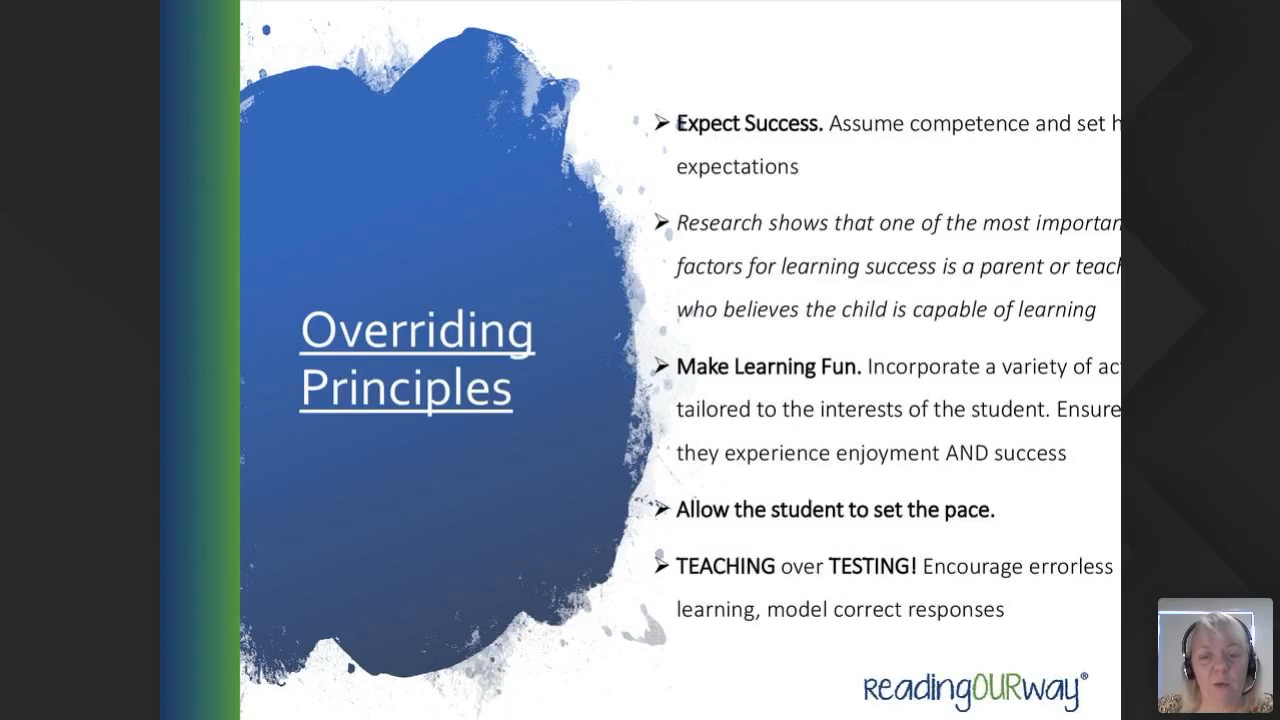 Overriding
Principles
➢ Expect Success. Assume competence and set h
expectations
➢ Research shows that one of the most importan
factors for learning success is a parent or teach
who believes the child is capable of learning
➢ Make Learning Fun. Incorporate a variety of ac
tailored to the interests of the student. Ensure
they experience enjoyment AND success
➢ Allow the student to set the pace.
➢ TEACHING over TESTING! Encourage errorless
learning, model correct responses
readingOURway®